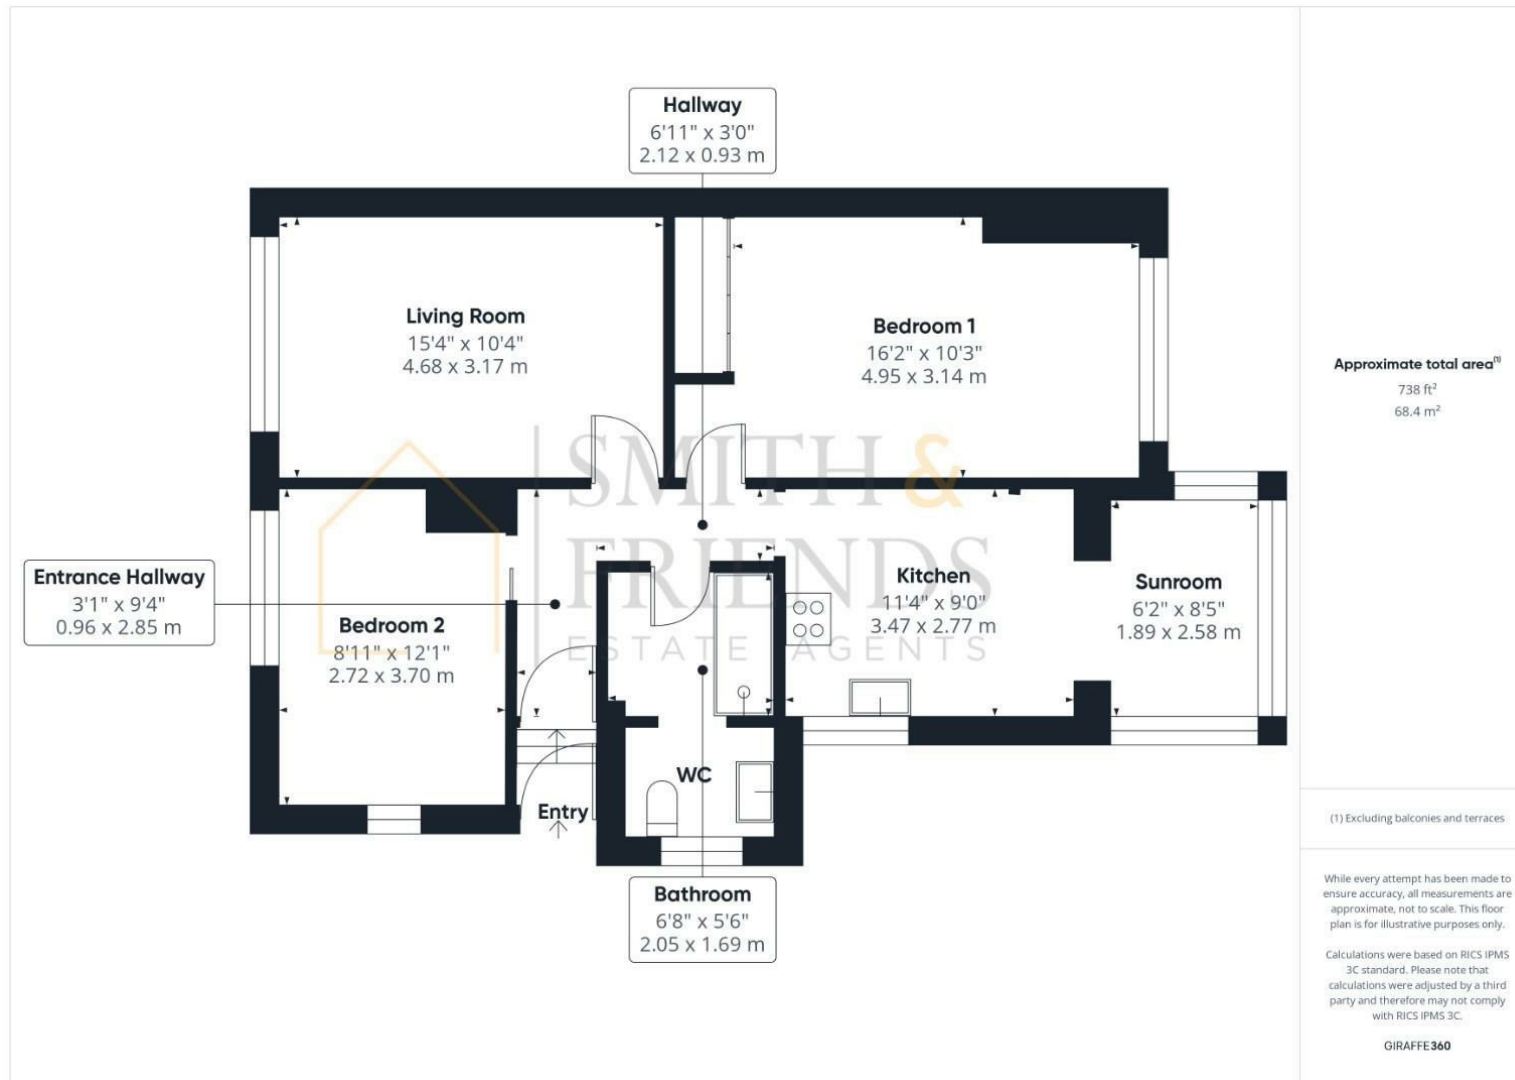 Hallway
6'11" x 3'0"
2.12 x 0.93 m
Living Room
15'4" x 10'4"
4.68 x 3.17 m
Bedroom 1
16'2" x 10'3"
4.95 x 3.14 m
Approximate total area(1)
738 ft²
68.4 m²
SMITH &
FRIENDS
ESTATE AGENTS
Entrance Hallway
3'1" x 9'4"
0.96 x 2.85 m
Bedroom 2
8'11" x 12'1"
2.72 x 3.70 m
Kitchen
11'4" x 9'0"
3.47 x 2.77 m
Sunroom
6'2" x 8'5"
1.89 x 2.58 m
WC
Entry
Bathroom
6'8" x 5'6"
2.05 x 1.69 m
(1) Excluding balconies and terraces
While every attempt has been made to
ensure accuracy, all measurements are
approximate, not to scale. This floor
plan is for illustrative purposes only.
Calculations were based on RICS IPMS
3C standard. Please note that
calculations were adjusted by a third
party and therefore may not comply
with RICS IPMS 3C.
GIRAFFE360